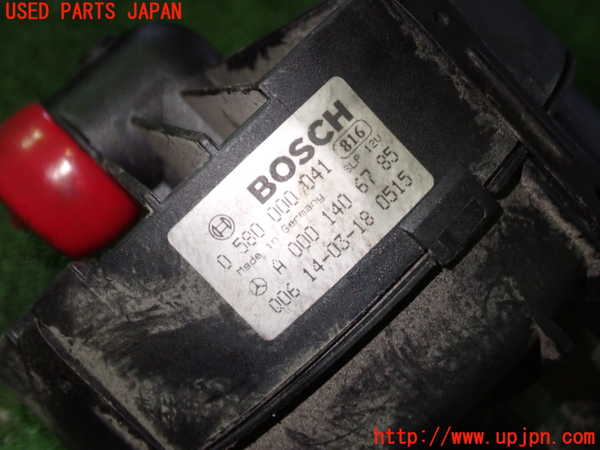 USED PARTS JAPAN
BOSCH
816
0 580 000 041
SLP 12V
Made in Germany
A 000 140 67 85
006 14-03-18 0515
http://www.upjpn.com/